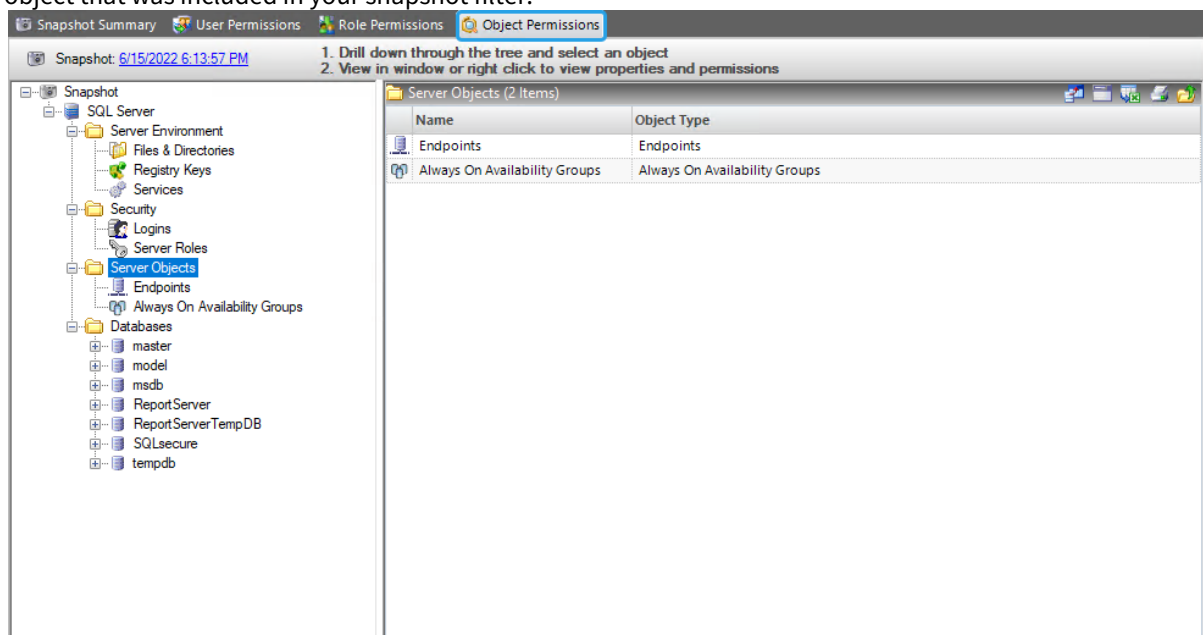 object that was included in your snapshot filter.
Snapshot Summary User Permissions Role Permissions Object Permissions
Snapshot: 6/15/2022 6:13:57 PM
1. Drill down through the tree and select an object
2. View in window or right click to view properties and permissions
Snapshot
SQL Server
Server Environment
Files & Directories
Registry Keys
Services
Security
Logins
Server Roles
Server Objects
Endpoints
Always On Availability Groups
Databases
master
model
msdb
ReportServer
ReportServerTempDB
SQLsecure
tempdb
Server Objects (2 Items)
Name Object Type
Endpoints Endpoints
Always On Availability Groups Always On Availability Groups